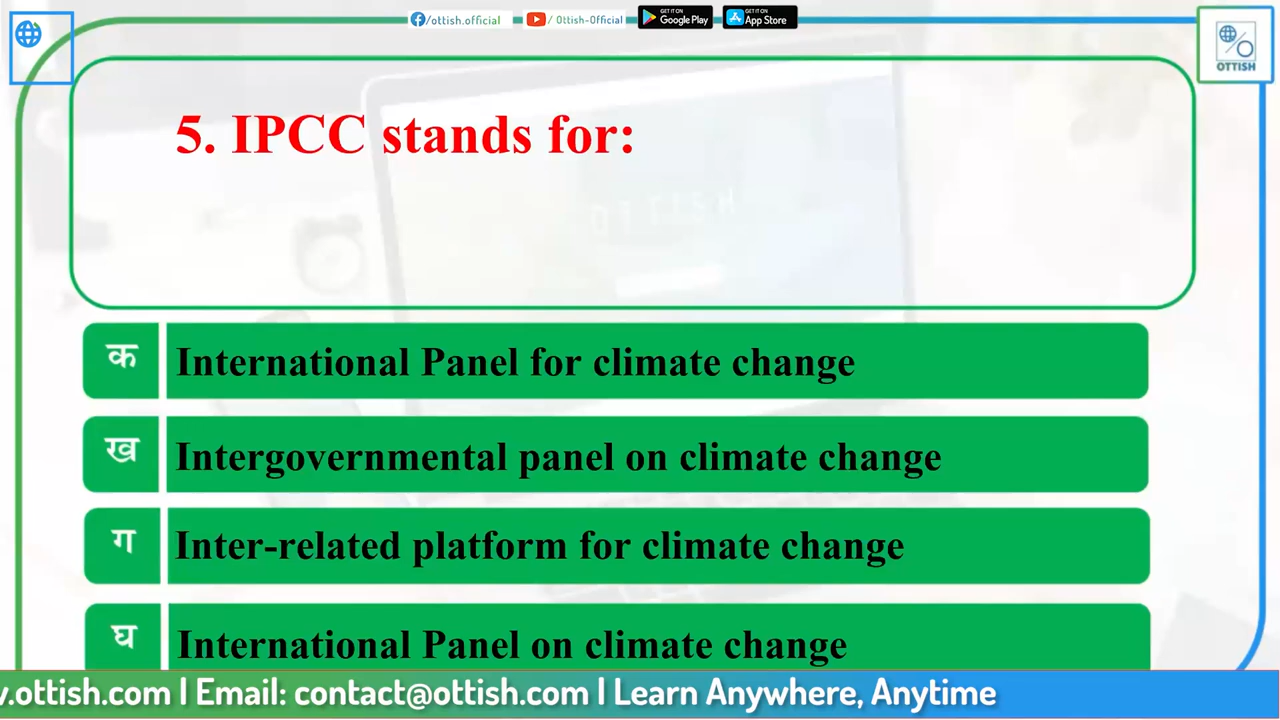 /ottish.official
/ Ottish-Official
GET IT ON
Google Play
GET IT ON
App Store
OTTISH
5. IPCC stands for:
OTTISH
क International Panel for climate change
ख Intergovernmental panel on climate change
ग Inter-related platform for climate change
घ International Panel on climate change
.ottish.com | Email: contact@ottish.com | Learn Anywhere, Anytime